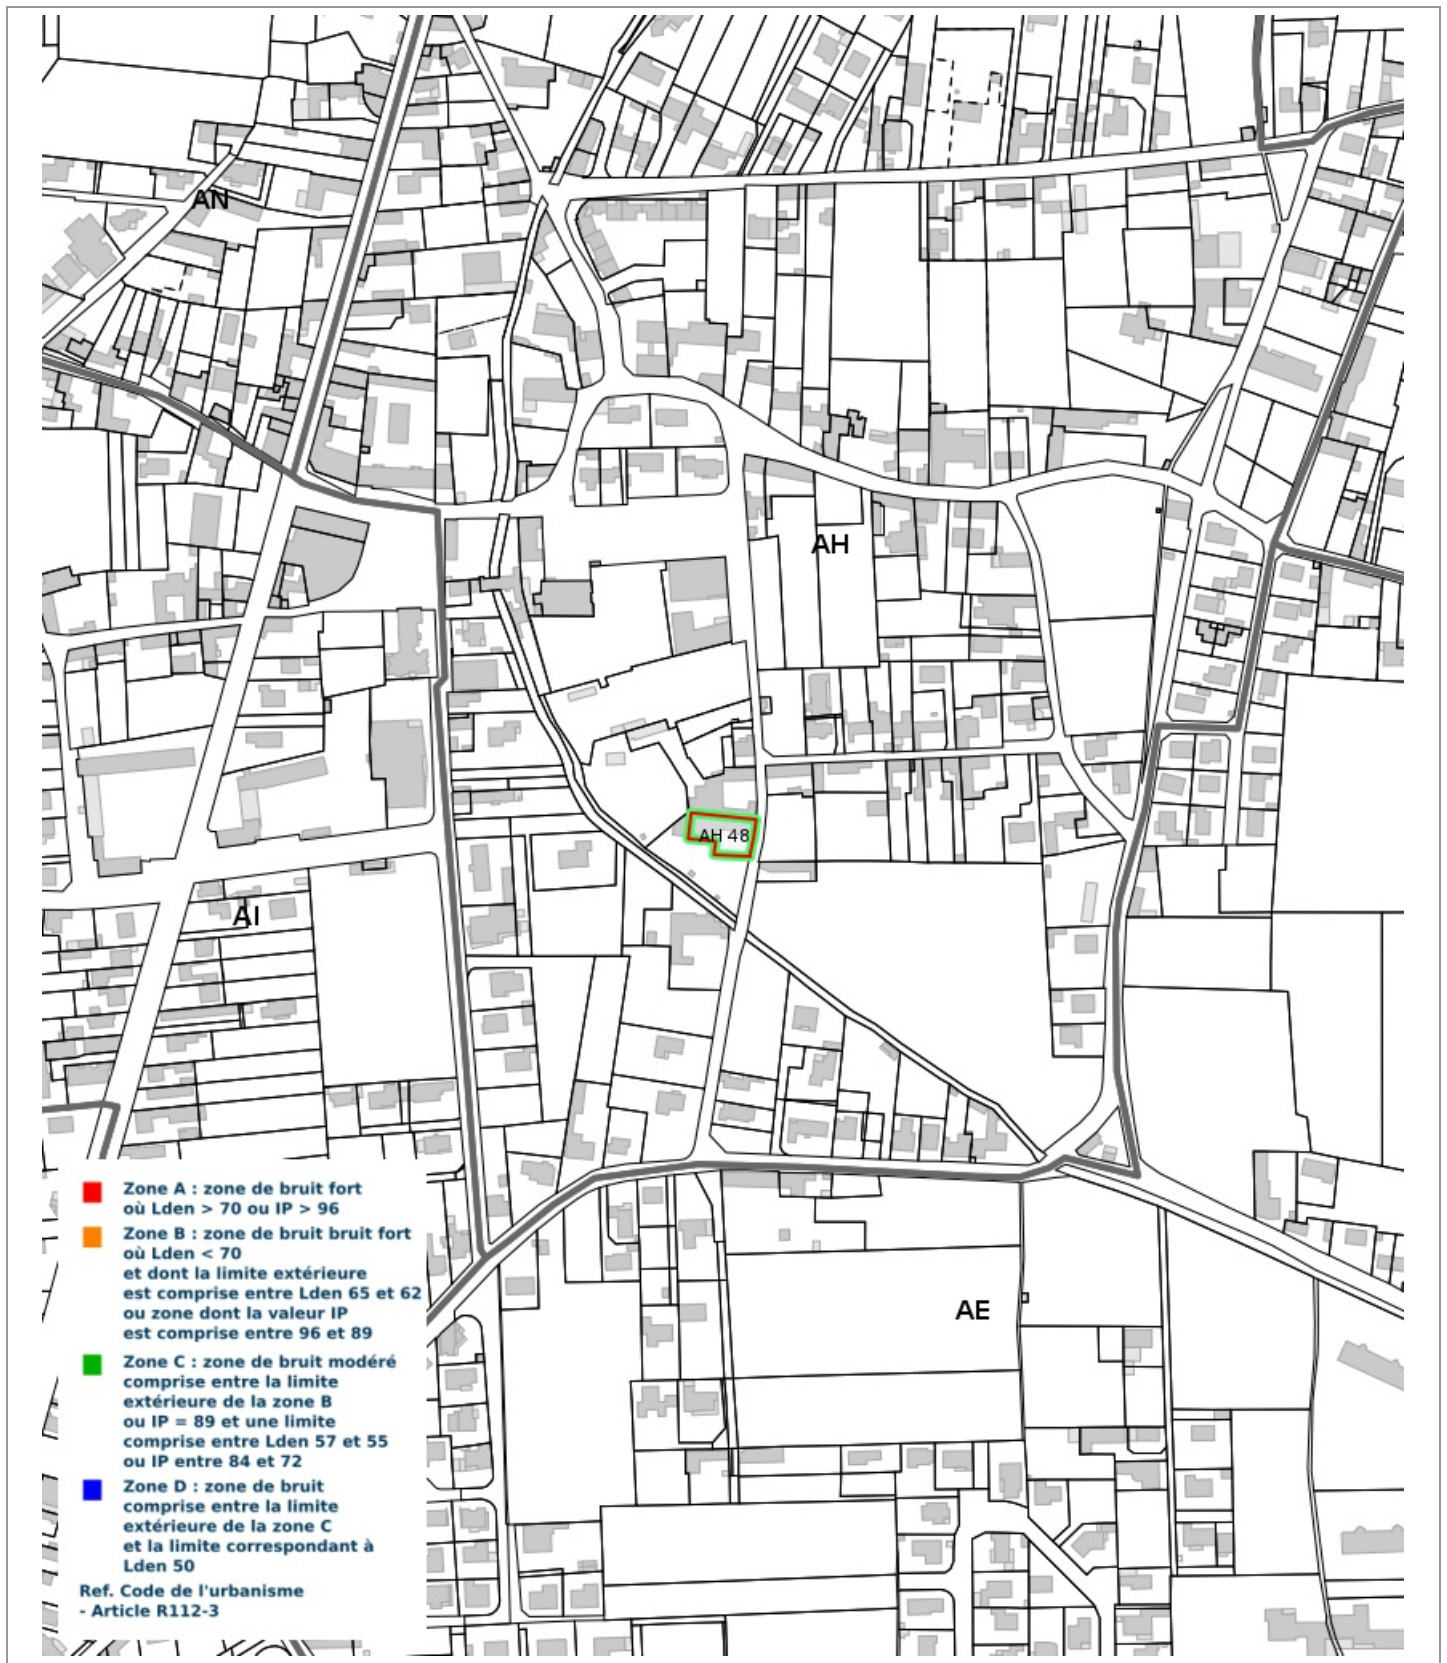 AN
AH
AH 48
AI
AE
Zone A : zone de bruit fort
où Lden > 70 ou IP > 96
Zone B : zone de bruit bruit fort
où Lden < 70
et dont la limite extérieure
est comprise entre Lden 65 et 62
ou zone dont la valeur IP
est comprise entre 96 et 89
Zone C : zone de bruit modéré
comprise entre la limite
extérieure de la zone B
ou IP = 89 et une limite
comprise entre Lden 57 et 55
ou IP entre 84 et 72
Zone D : zone de bruit
comprise entre la limite
extérieure de la zone C
et la limite correspondant à
Lden 50
Ref. Code de l'urbanisme
- Article R112-3